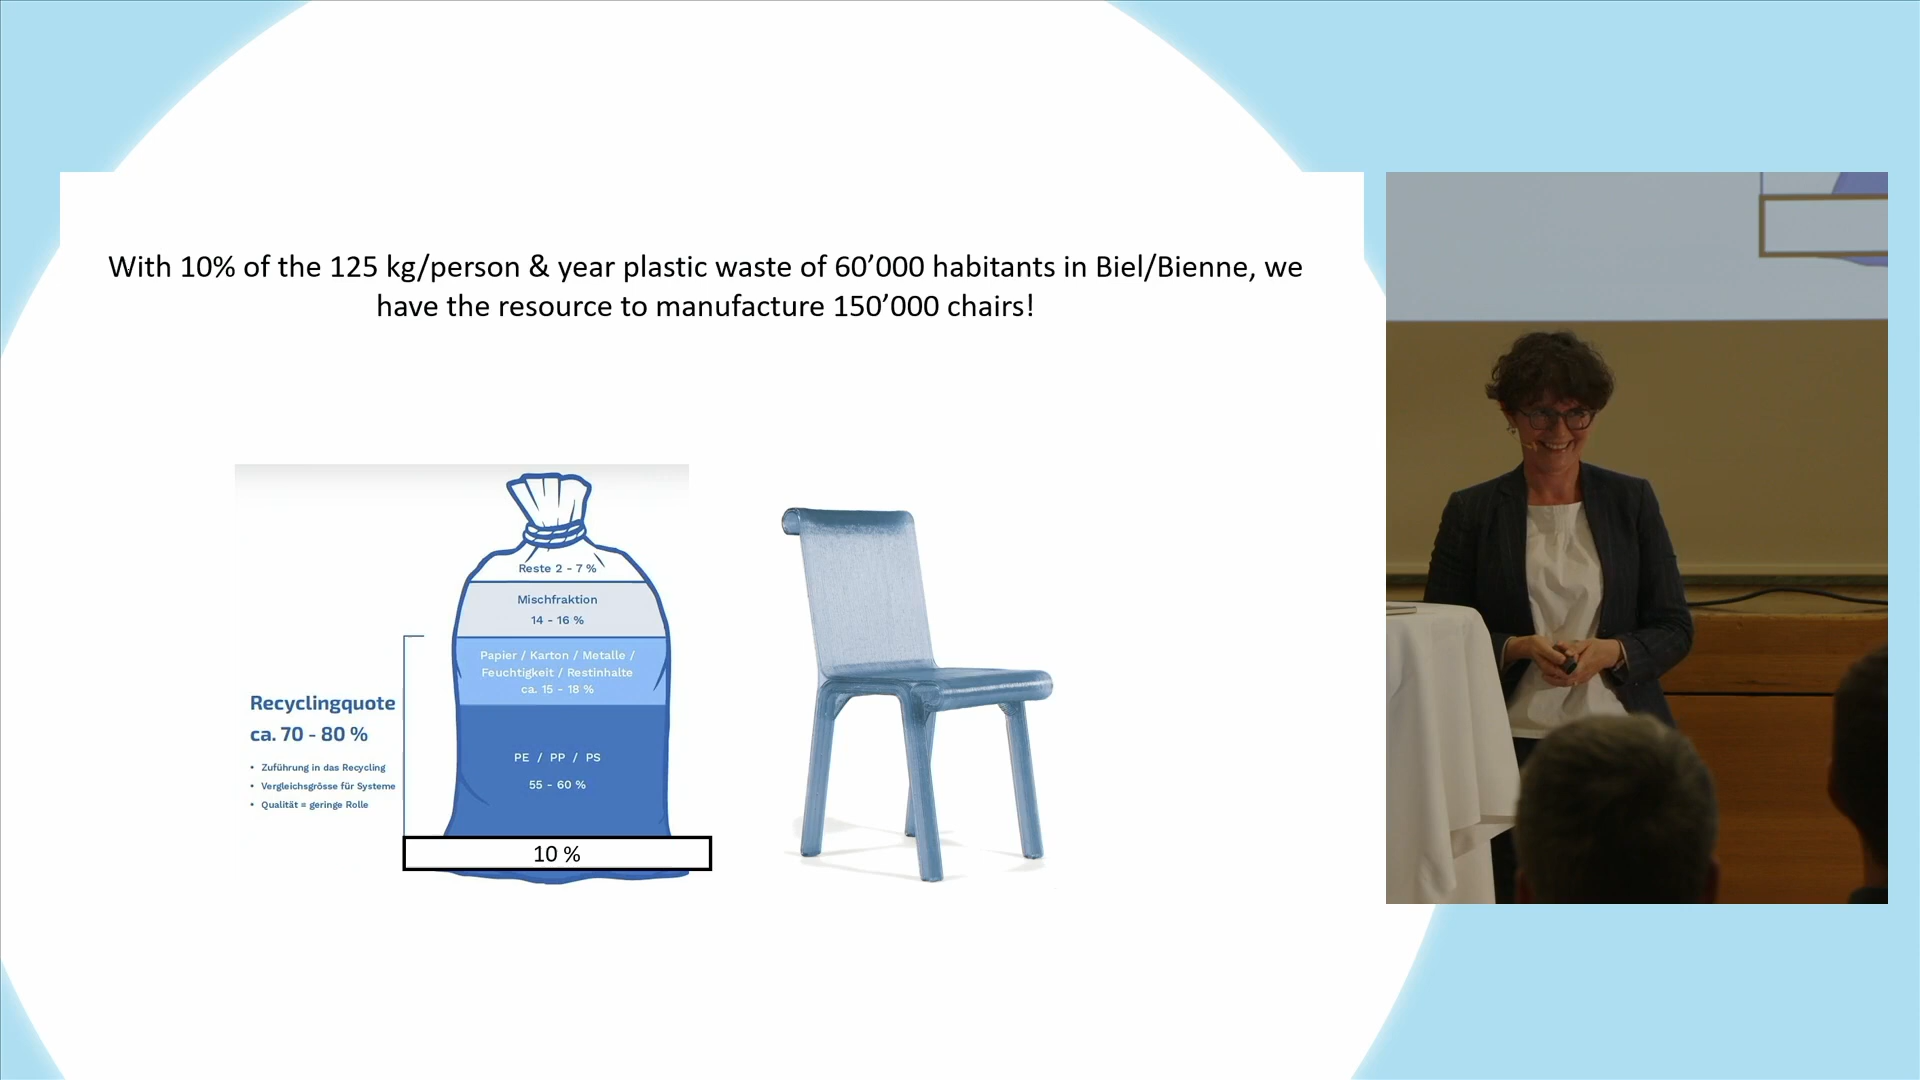 With 10% of the 125 kg/person & year plastic waste of 60’000 habitants in Biel/Bienne, we
have the resource to manufacture 150’000 chairs!
Reste 2 - 7 %
Mischfraktion
14 - 16 %
Papier / Karton / Metalle /
Feuchtigkeit / Restinhalte
ca. 15 - 18 %
Recyclingquote
ca. 70 - 80 %
• Zuführung in das Recycling
• Vergleichsgrösse für Systeme
• Qualität = geringe Rolle
PE / PP / PS
55 - 60 %
10 %